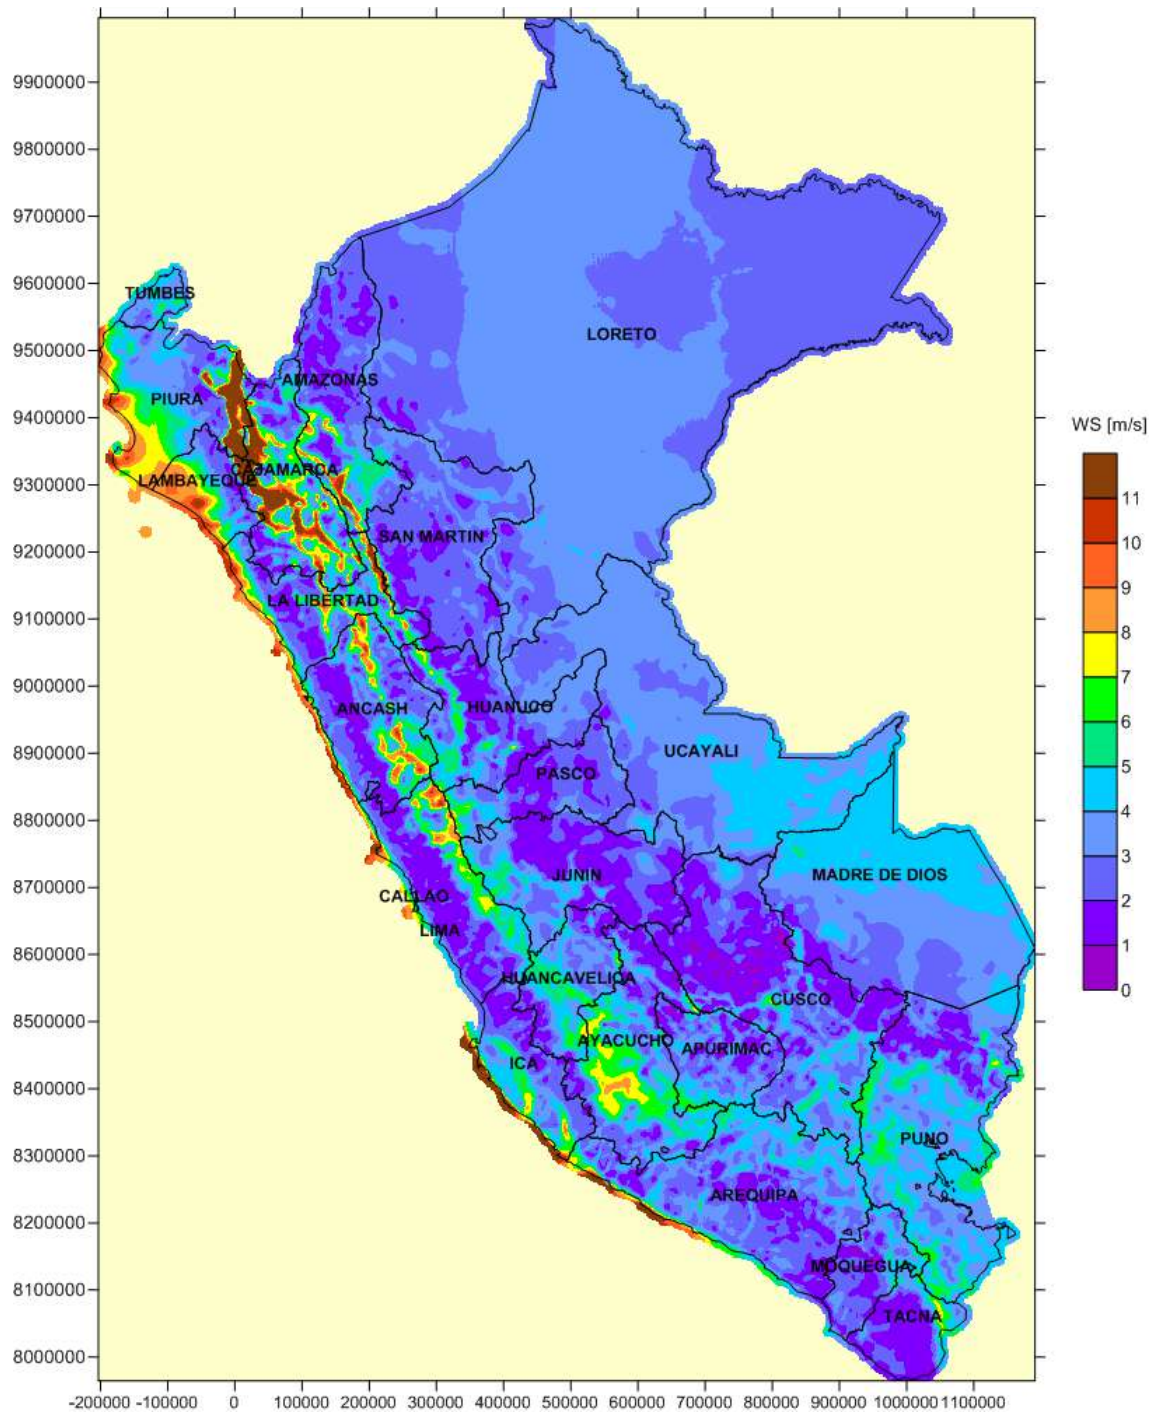 9900000
9800000
9700000
9600000
9500000
9400000
9300000
9200000
9100000
9000000
8900000
8800000
8700000
8600000
8500000
8400000
8300000
8200000
8100000
8000000
TUMBES
LORETO
AMAZONAS
PIURA
CAJAMARCA
LAMBAYEQUE
SAN MARTIN
LA LIBERTAD
ANCASH
HUANUCO
UCAYALI
PASCO
JUNIN
MADRE DE DIOS
CALLAO
LIMA
HUANCAVELICA
CUSCO
AYACUCHO
APURIMAC
ICA
PUNO
AREQUIPA
MOQUEGUA
TACNA
WS [m/s]
11
10
9
8
7
6
5
4
3
2
1
0
-200000 -100000 0 100000 200000 300000 400000 500000 600000 700000 800000 900000 1000000 1100000